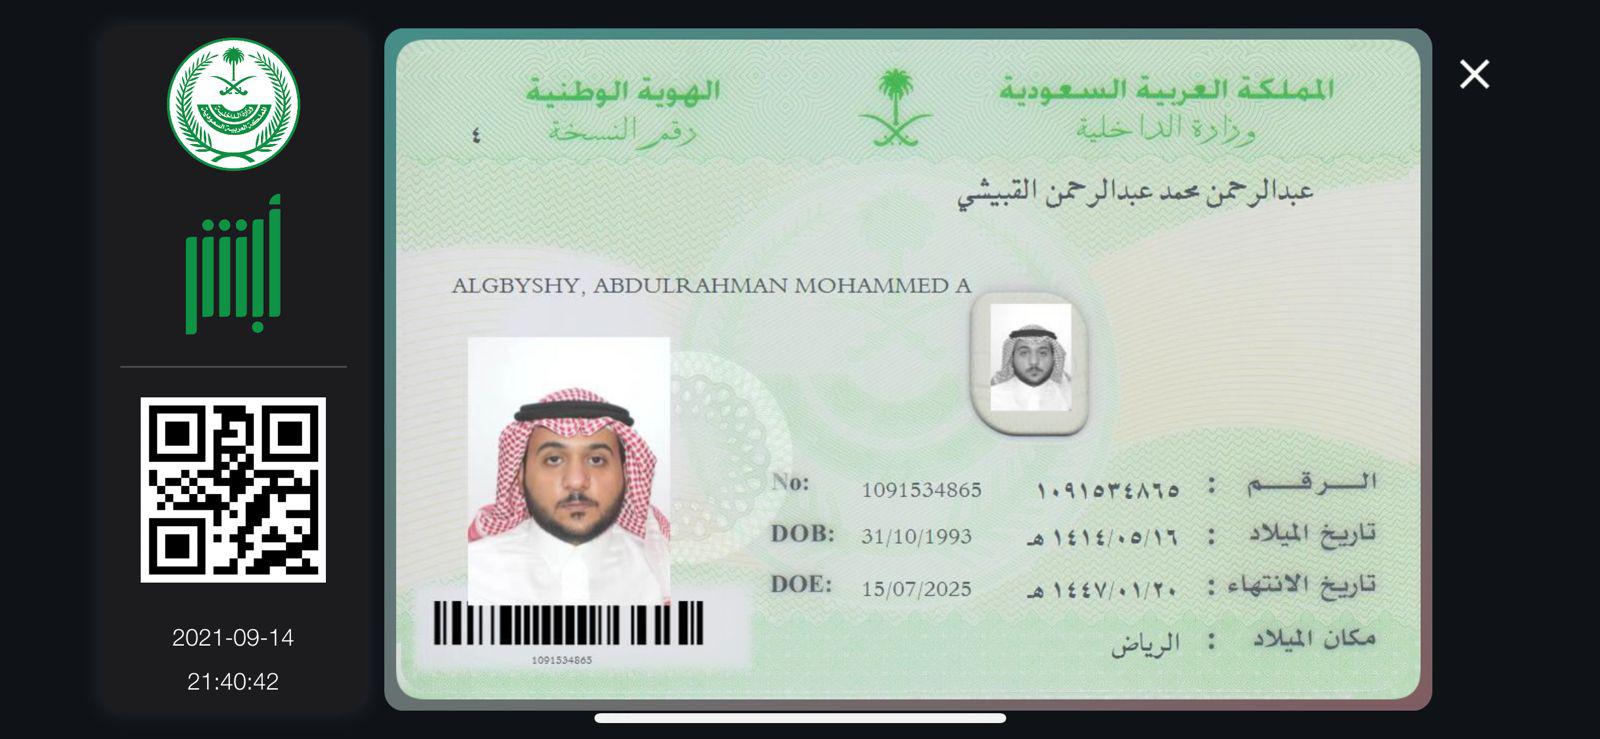 أبشر
2021-09-14
21:40:42
المملكة العربية السعودية
وزارة الداخلية
الهوية الوطنية
رقم النسخة ٤
عبدالرحمن محمد عبدالرحمن القبيشي
ALGBYSHY, ABDULRAHMAN MOHAMMED A
الـــرقـــم : ١٠٩١٥٣٤٨٦٥ 1091534865 No:
تاريخ الميلاد : ١٤١٤/٠٥/١٦ هـ 31/10/1993 DOB:
تاريخ الانتهاء : ١٤٤٧/٠١/٢٠ هـ 15/07/2025 DOE:
مكان الميلاد : الرياض
1091534865